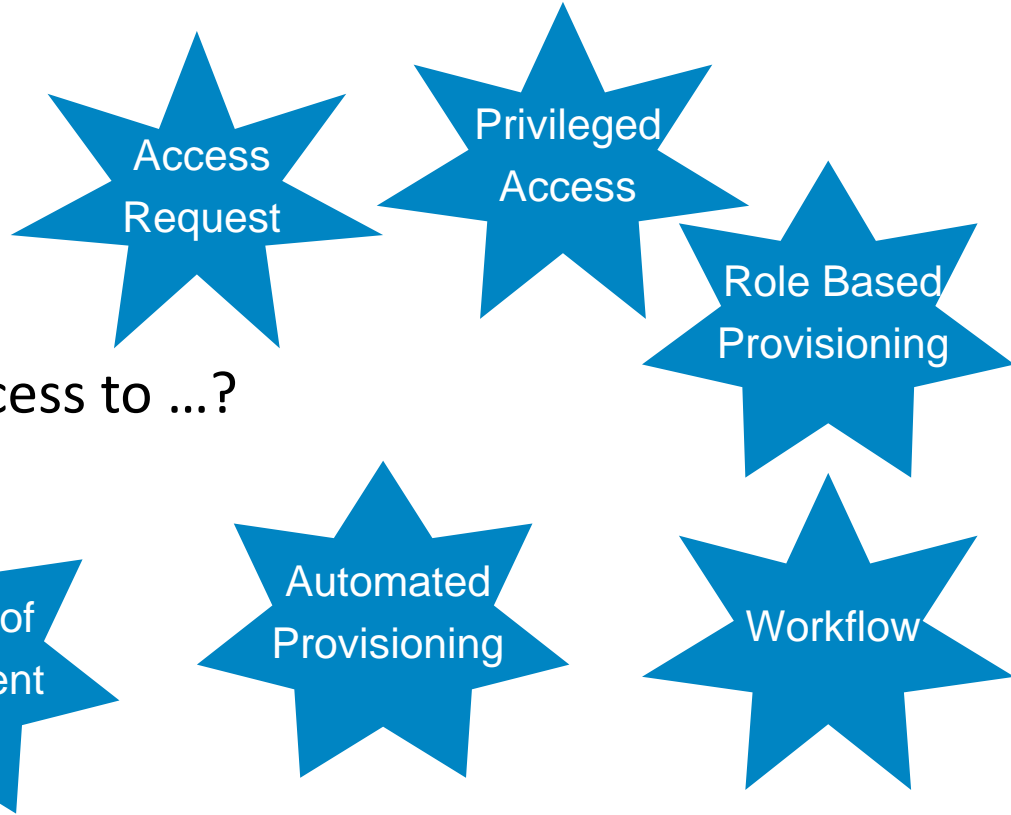 Access
Request
Privileged
Access
Role Based
Provisioning
cess to ...?
of
ent
Automated
Provisioning
Workflow